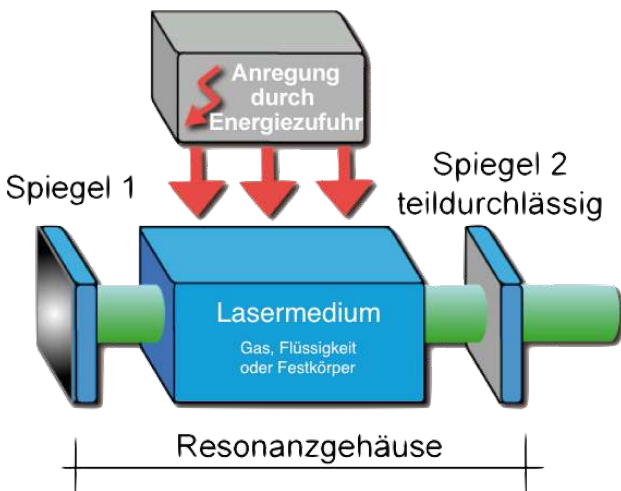 Anregung
durch
Energiezufuhr
Spiegel 1
Spiegel 2
teildurchlässig
Lasermedium
Gas, Flüssigkeit
oder Festkörper
Resonanzgehäuse